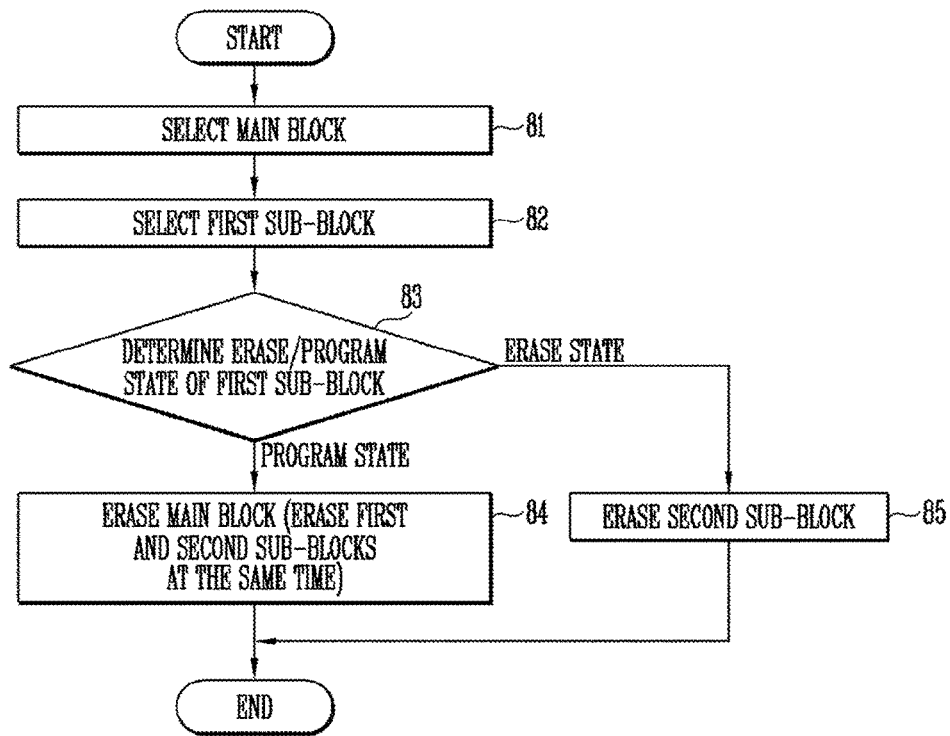 START
SELECT MAIN BLOCK
81
SELECT FIRST SUB-BLOCK
82
83
DETERMINE ERASE/PROGRAM
STATE OF FIRST SUB-BLOCK
ERASE STATE
PROGRAM STATE
ERASE MAIN BLOCK (ERASE FIRST
AND SECOND SUB-BLOCKS
AT THE SAME TIME)
84
ERASE SECOND SUB-BLOCK
85
END